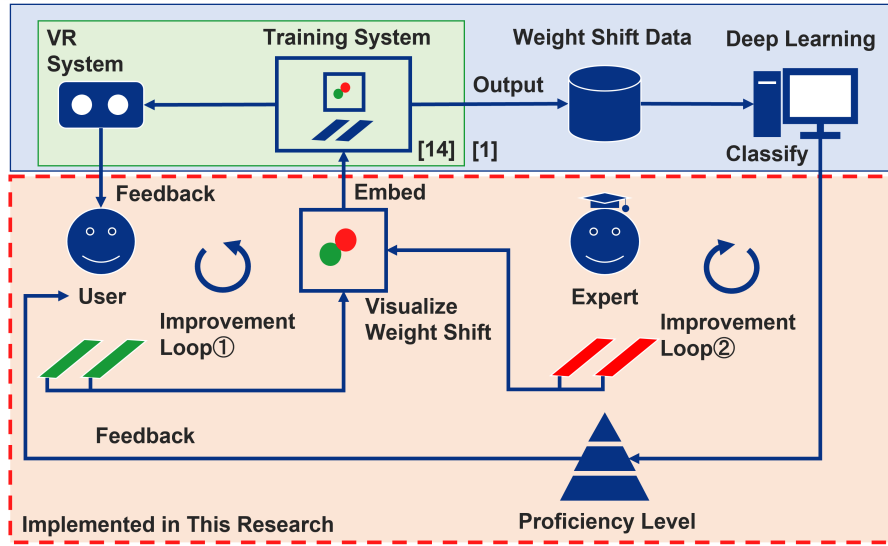 VR
System
Training System
Weight Shift Data
Deep Learning
Output
[14]
[1]
Classify
Feedback
Embed
User
Expert
Visualize
Weight Shift
Improvement
Loop①
Improvement
Loop②
Feedback
Proficiency Level
Implemented in This Research